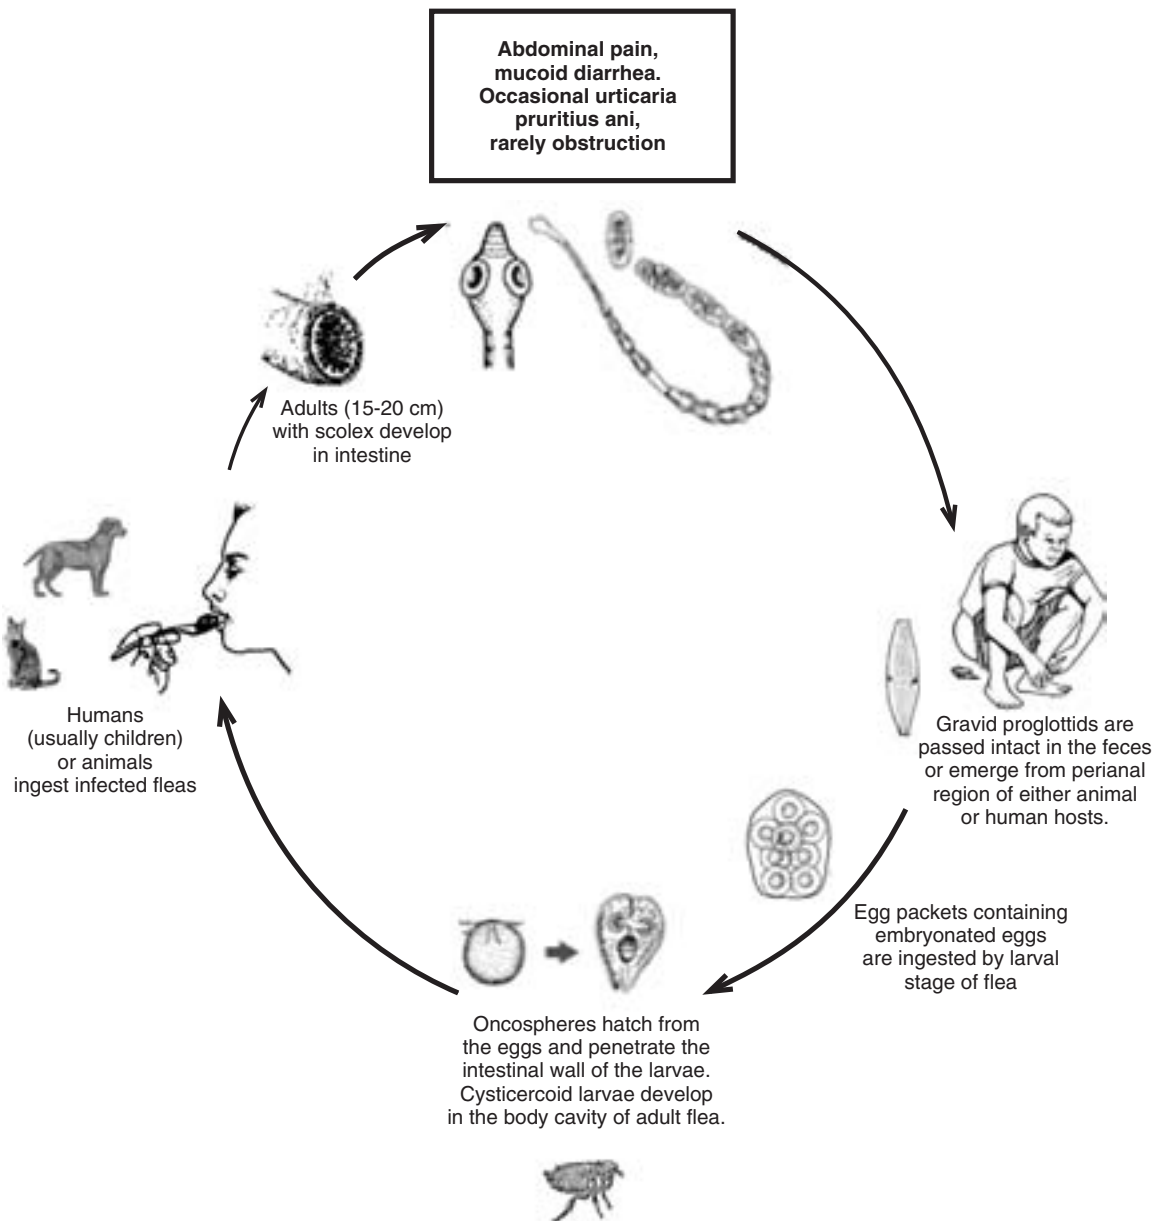 Abdominal pain,
mucoid diarrhea.
Occasional urticaria
pruritius ani,
rarely obstruction
Adults (15-20 cm)
with scolex develop
in intestine
Humans
(usually children)
or animals
ingest infected fleas
Gravid proglottids are
passed intact in the feces
or emerge from perianal
region of either animal
or human hosts.
Egg packets containing
embryonated eggs
are ingested by larval
stage of flea
Oncospheres hatch from
the eggs and penetrate the
intestinal wall of the larvae.
Cysticercoid larvae develop
in the body cavity of adult flea.